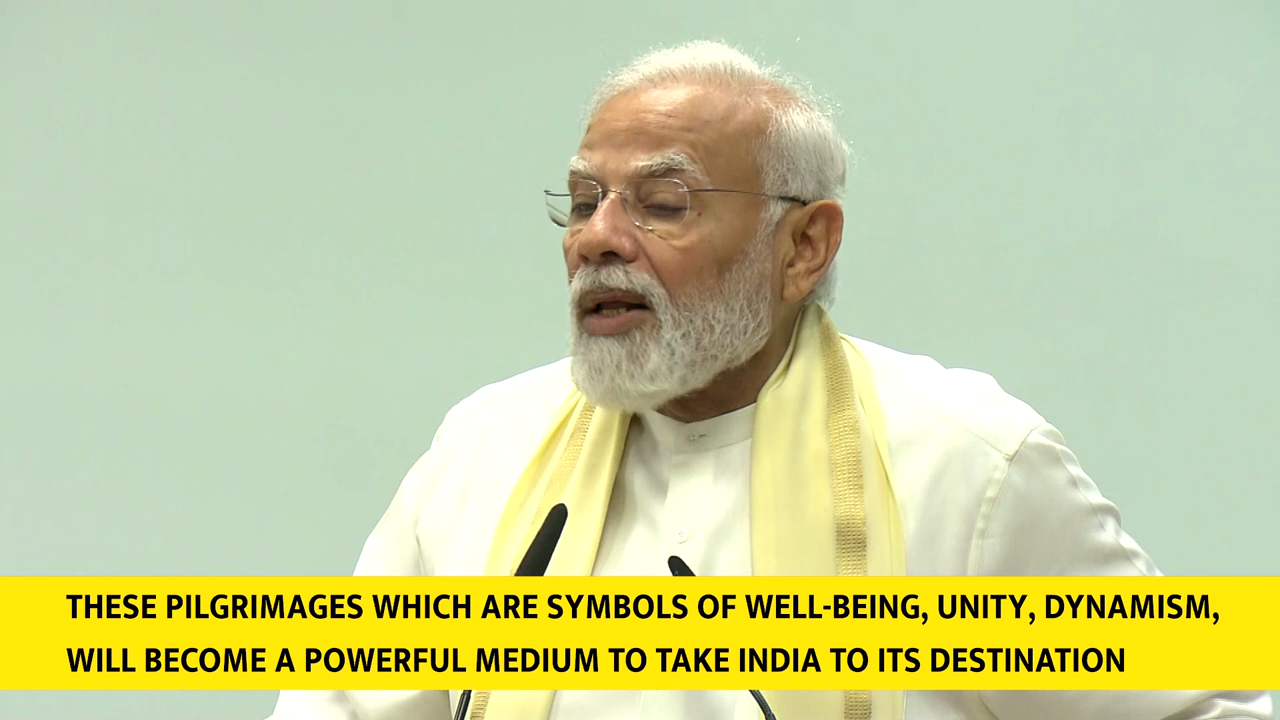 THESE PILGRIMAGES WHICH ARE SYMBOLS OF WELL-BEING, UNITY, DYNAMISM,
WILL BECOME A POWERFUL MEDIUM TO TAKE INDIA TO ITS DESTINATION